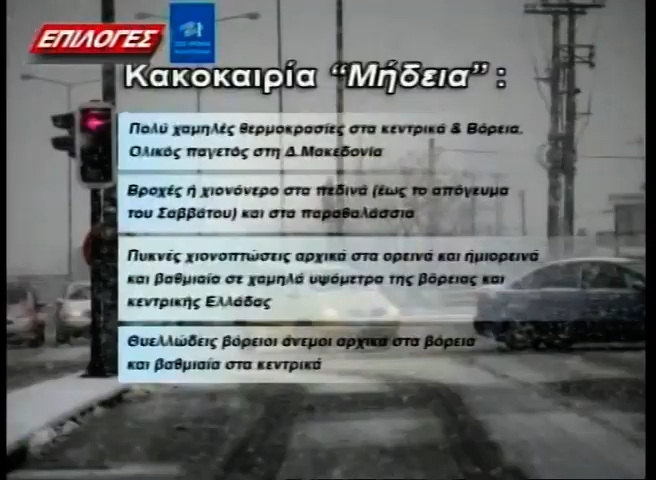 ΕΠΙΛΟΓΕΣ
Κακοκαιρία “Μήδεια” :
Πολύ χαμηλές θερμοκρασίες στα κεντρικά & Βόρεια.
Ολικός παγετός στη Δ.Μακεδονία
Βροχές ή χιονόνερο στα πεδινά (έως το απόγευμα
του Σαββάτου) και στα παραθαλάσσια
Πυκνές χιονοπτώσεις αρχικά στα ορεινά και ημιορεινά
και βαθμιαία σε χαμηλά υψόμετρα της βόρειας και
κεντρικής Ελλάδας
Θυελλώδεις βόρειοι άνεμοι αρχικά στα βόρεια
και βαθμιαία στα κεντρικά